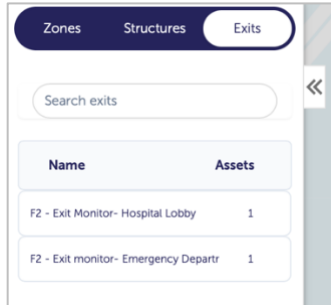 Zones Structures Exits
Search exits
Name Assets
F2 - Exit Monitor- Hospital Lobby 1
F2 - Exit monitor- Emergency Departr 1